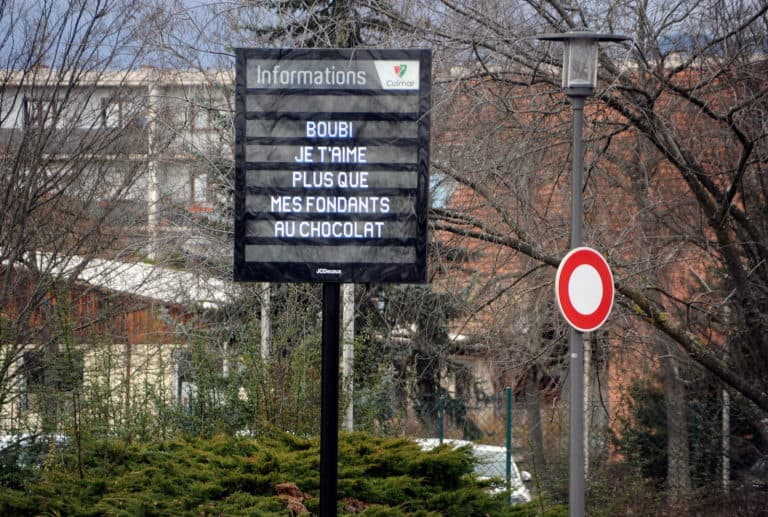 Informations
Colmar
BOUBI
JE T'AIME
PLUS QUE
MES FONDANTS
AU CHOCOLAT
JCDecaux